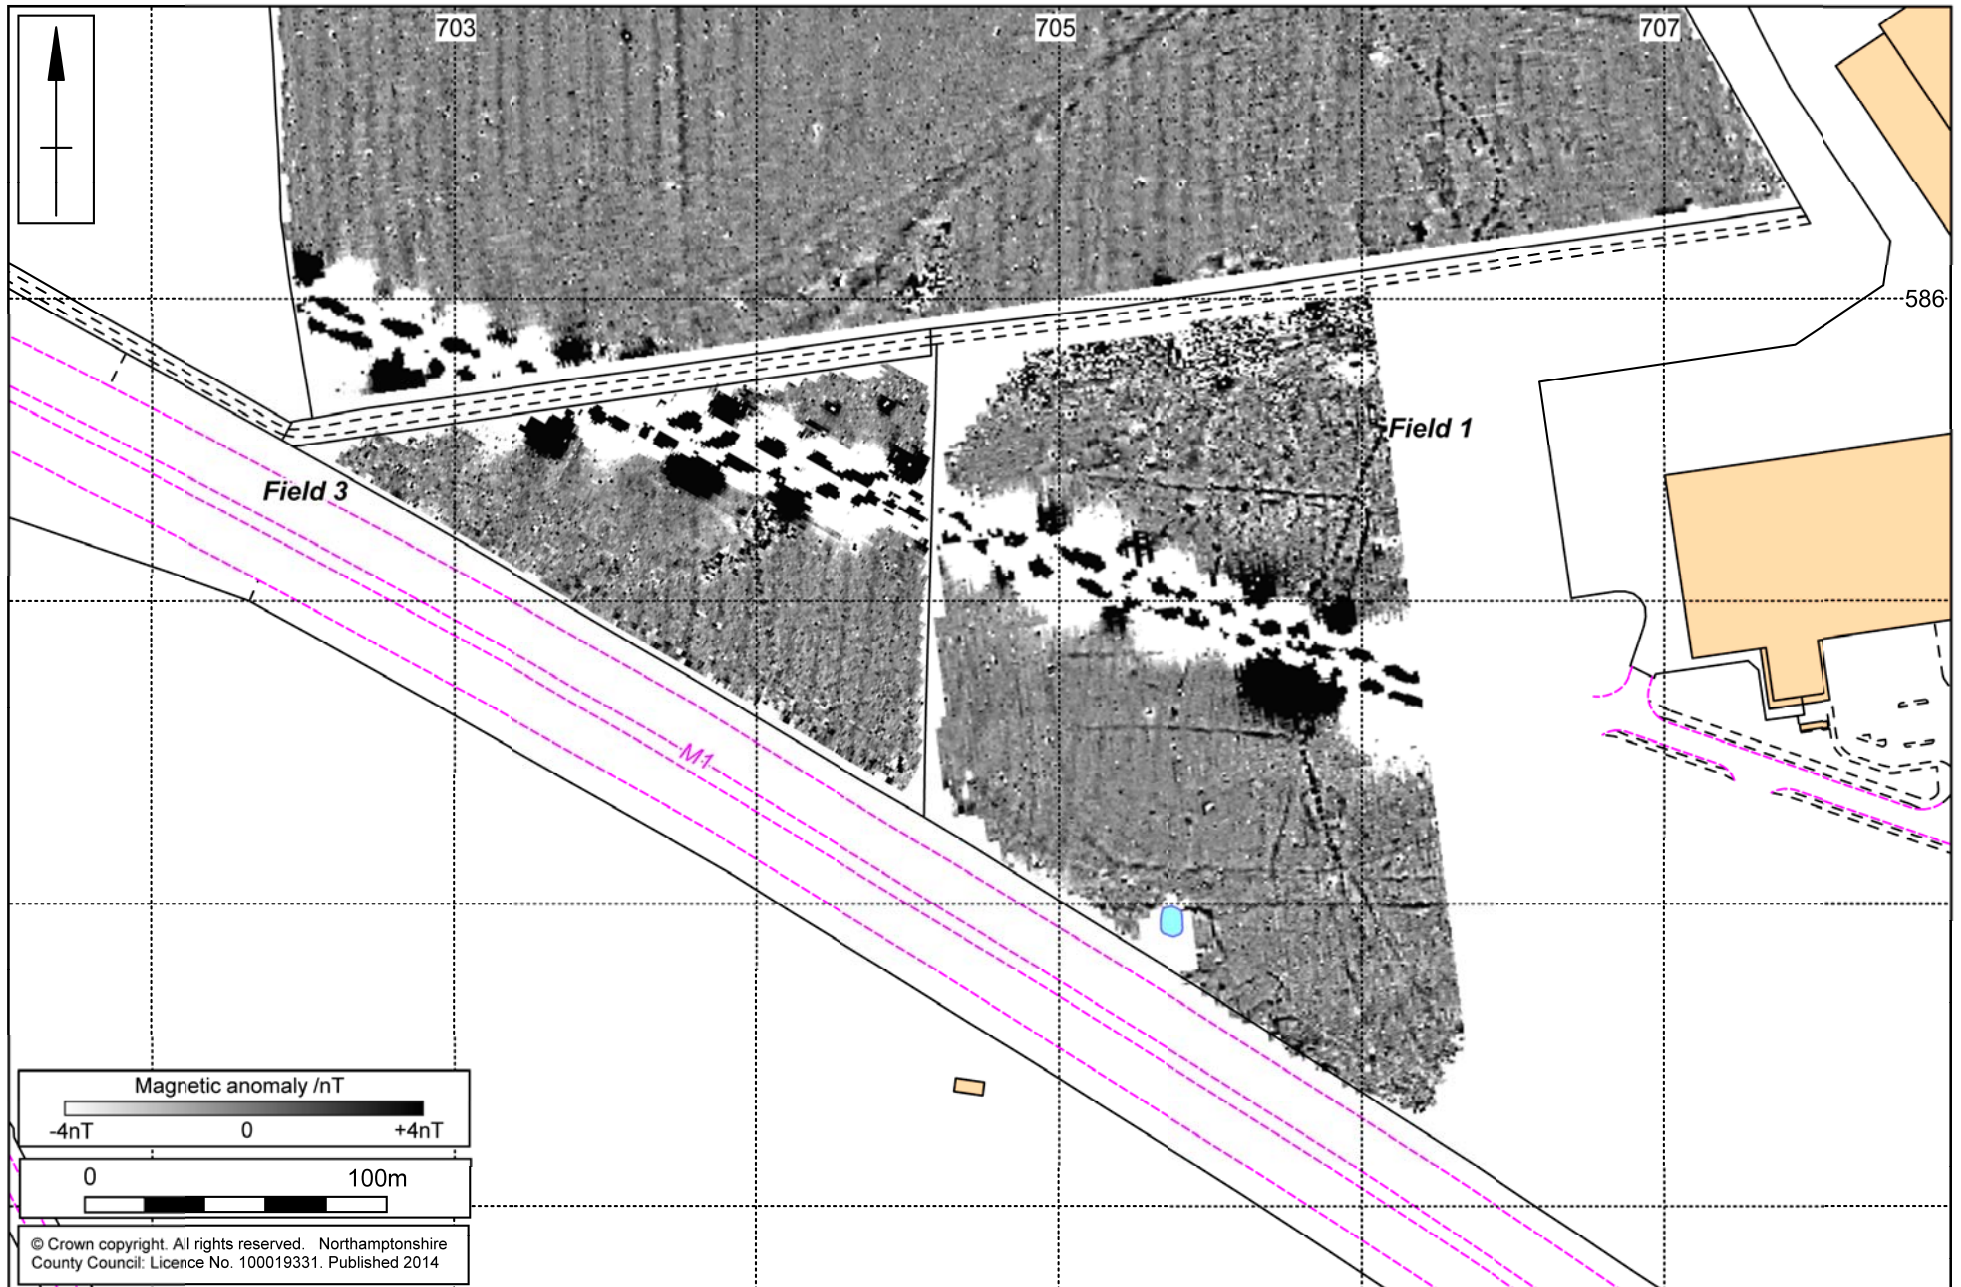 703
705
707
586
Field 1
Field 3
M1
Magnetic anomaly /nT
-4nT 0 +4nT
0 100m
© Crown copyright. All rights reserved. Northamptonshire
County Council: Licence No. 100019331. Published 2014